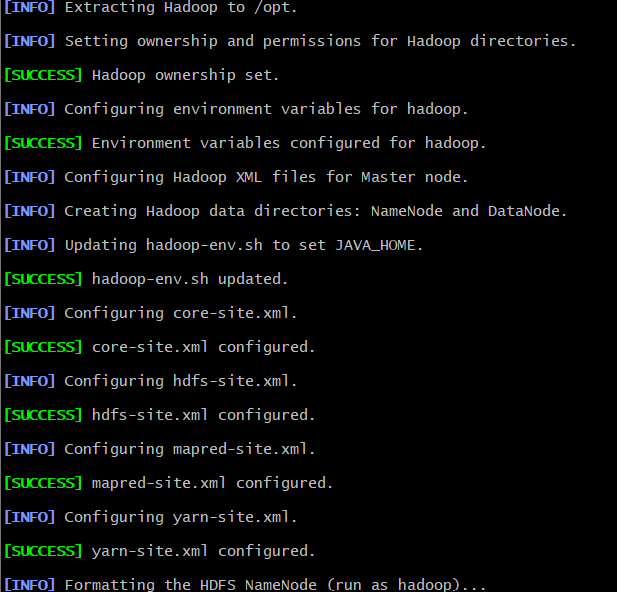 [INFO] Extracting Hadoop to /opt.
[INFO] Setting ownership and permissions for Hadoop directories.
[SUCCESS] Hadoop ownership set.
[INFO] Configuring environment variables for hadoop.
[SUCCESS] Environment variables configured for hadoop.
[INFO] Configuring Hadoop XML files for Master node.
[INFO] Creating Hadoop data directories: NameNode and DataNode.
[INFO] Updating hadoop-env.sh to set JAVA_HOME.
[SUCCESS] hadoop-env.sh updated.
[INFO] Configuring core-site.xml.
[SUCCESS] core-site.xml configured.
[INFO] Configuring hdfs-site.xml.
[SUCCESS] hdfs-site.xml configured.
[INFO] Configuring mapred-site.xml.
[SUCCESS] mapred-site.xml configured.
[INFO] Configuring yarn-site.xml.
[SUCCESS] yarn-site.xml configured.
[INFO] Formatting the HDFS NameNode (run as hadoop)...